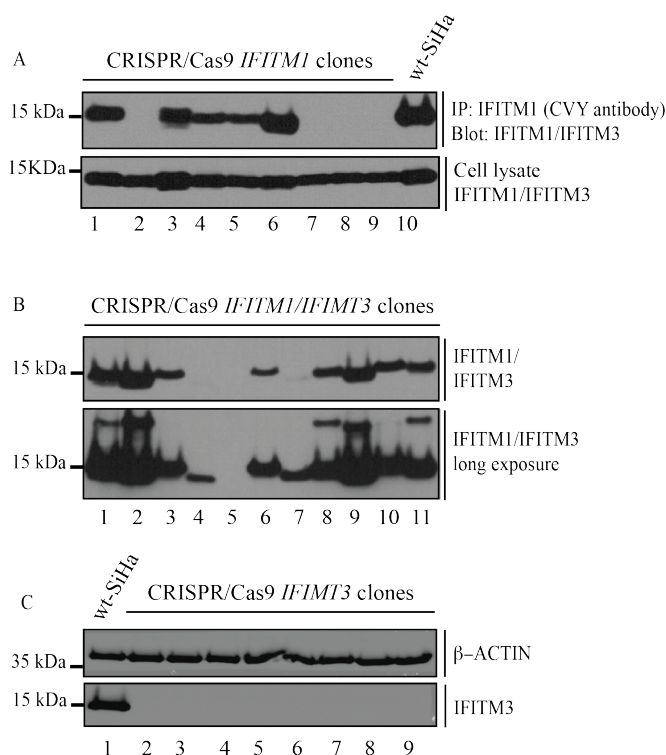 A
CRISPR/Cas9 IFITM1 clones
wt-SiHa
15 kDa
IP: IFITM1 (CVY antibody)
Blot: IFITM1/IFITM3
15KDa
Cell lysate
IFITM1/IFITM3
1 2 3 4 5 6 7 8 9 10
B
CRISPR/Cas9 IFITM1/IFIMT3 clones
15 kDa
IFITM1/
IFITM3
15 kDa
IFITM1/IFITM3
long exposure
1 2 3 4 5 6 7 8 9 10 11
C
wt-SiHa
CRISPR/Cas9 IFIMT3 clones
35 kDa
β-ACTIN
15 kDa
IFITM3
1 2 3 4 5 6 7 8 9